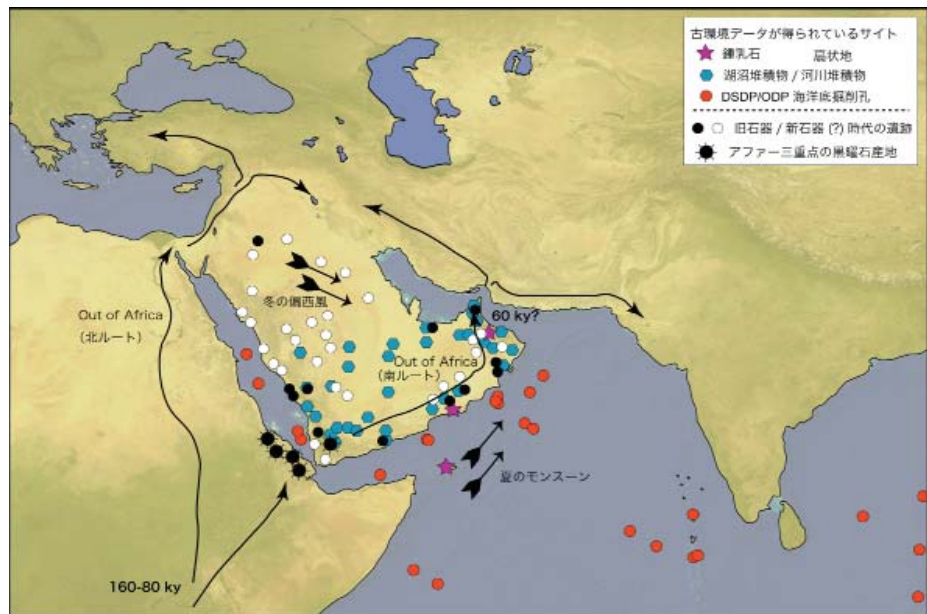 古環境データが得られているサイト
鍾乳石 扇状地
湖沼堆積物 / 河川堆積物
DSDP/ODP 海洋底掘削孔
旧石器 / 新石器 (?) 時代の遺跡
アファー三重点の黒曜石産地
冬の偏西風
Out of Africa
（北ルート）
60 ky?
Out of Africa
（南ルート）
夏のモンスーン
160-80 ky